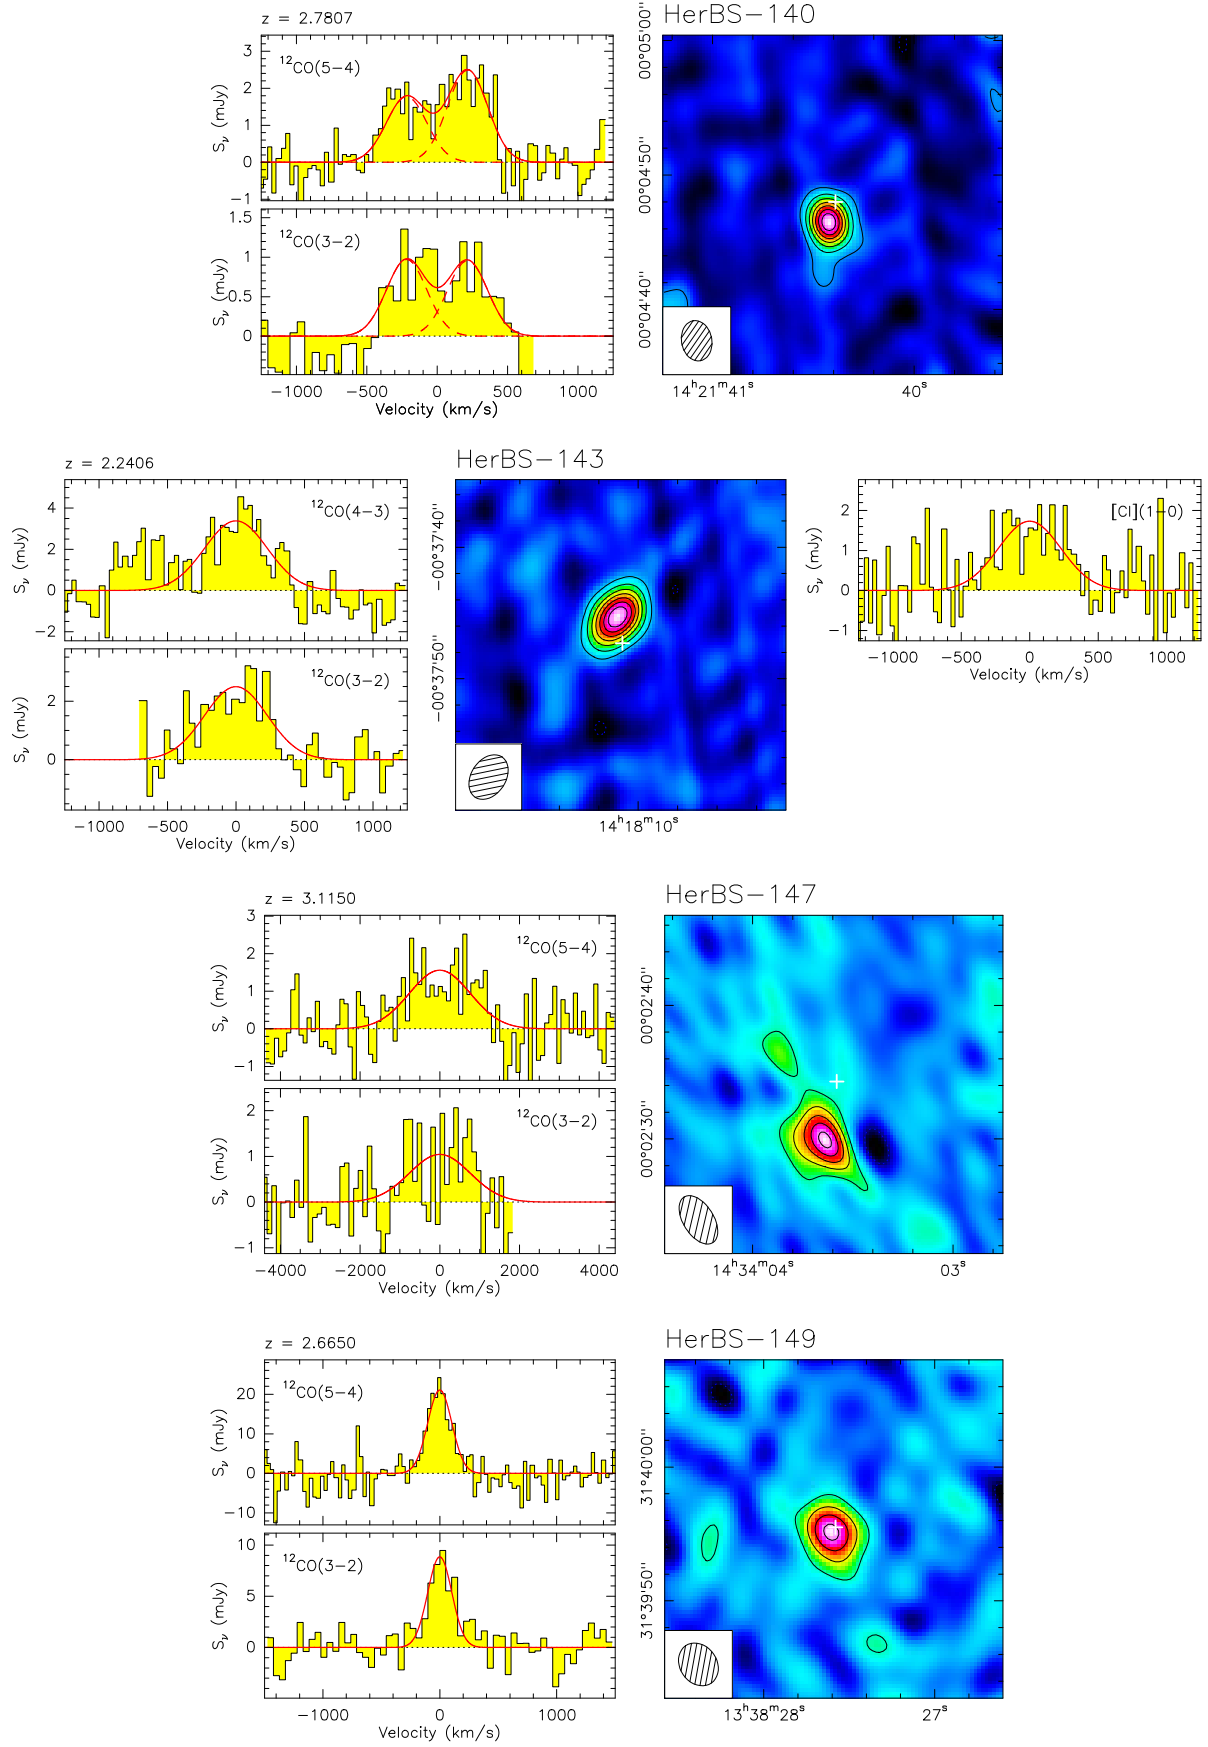 z = 2.7807
HerBS−140
¹²CO(5−4)
3
2
1
0
−1
Sν (mJy)
¹²CO(3−2)
1.5
1
0.5
0
Sν (mJy)
−1000 −500 0 500 1000
Velocity (km/s)
00°05'00''
00°04'50''
00°04'40''
14ʰ21ᵐ41ˢ 40ˢ
z = 2.2406
HerBS−143
¹²CO(4−3)
4
2
0
−2
Sν (mJy)
¹²CO(3−2)
2
0
Sν (mJy)
−1000 −500 0 500 1000
Velocity (km/s)
−00°37'40''
−00°37'50''
14ʰ18ᵐ10ˢ
[CI](1−0)
2
1
0
−1
Sν (mJy)
−1000 −500 0 500 1000
Velocity (km/s)
z = 3.1150
HerBS−147
¹²CO(5−4)
3
2
1
0
−1
Sν (mJy)
¹²CO(3−2)
2
1
0
−1
Sν (mJy)
−4000 −2000 0 2000 4000
Velocity (km/s)
00°02'40''
00°02'30''
14ʰ34ᵐ04ˢ 03ˢ
z = 2.6650
HerBS−149
¹²CO(5−4)
20
10
0
−10
Sν (mJy)
¹²CO(3−2)
10
5
0
Sν (mJy)
−1000 0 1000
Velocity (km/s)
31°40'00''
31°39'50''
13ʰ38ᵐ28ˢ 27ˢ